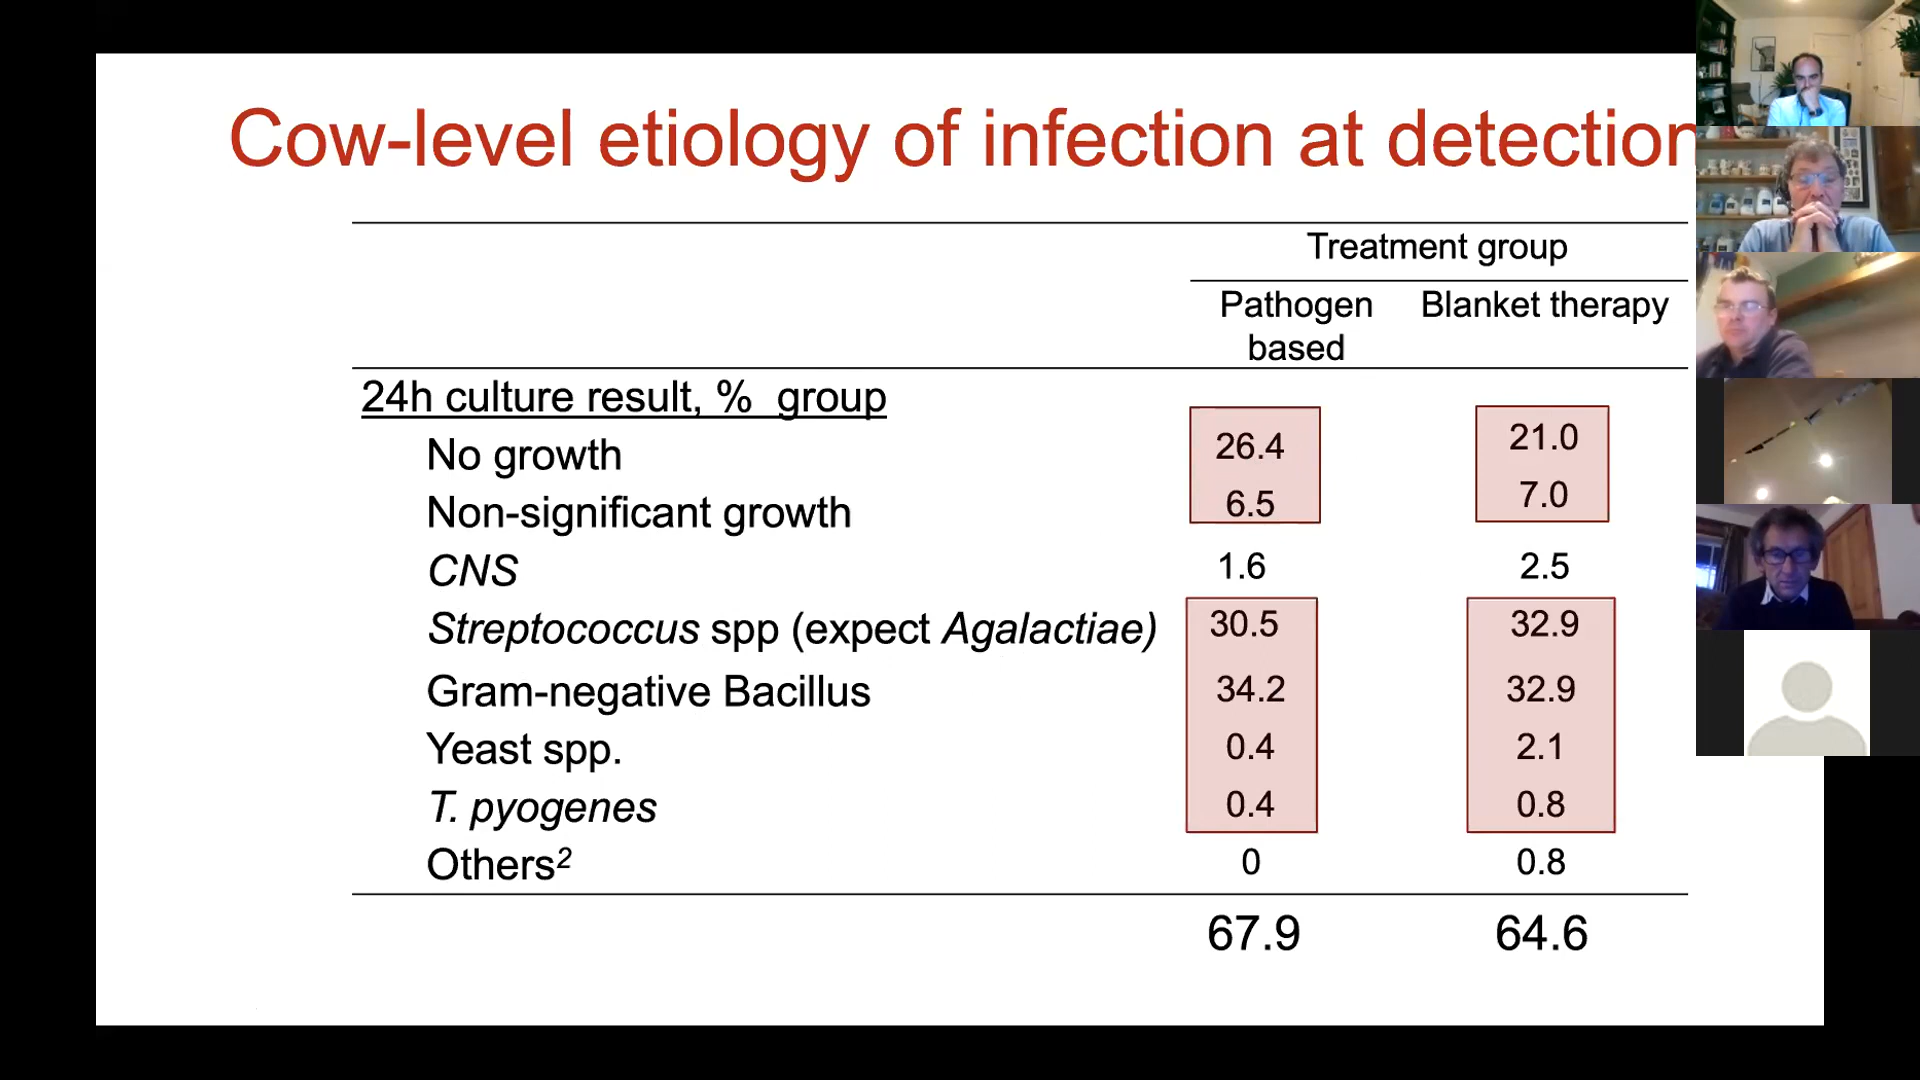 Cow-level etiology of infection at detection
Treatment group
Pathogen based Blanket therapy
24h culture result, % group
No growth 26.4 21.0
Non-significant growth 6.5 7.0
CNS 1.6 2.5
Streptococcus spp (expect Agalactiae) 30.5 32.9
Gram-negative Bacillus 34.2 32.9
Yeast spp. 0.4 2.1
T. pyogenes 0.4 0.8
Others2 0 0.8
67.9 64.6